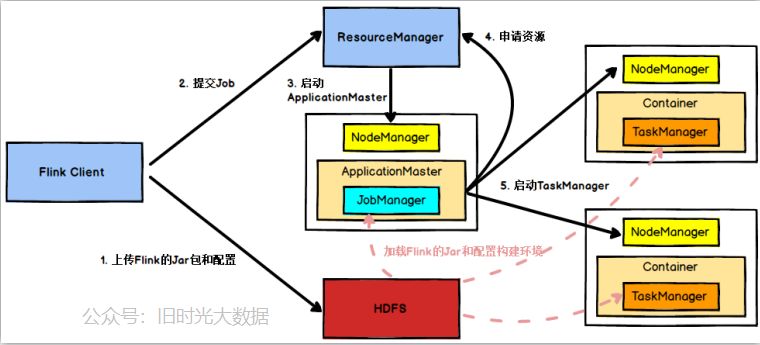 ResourceManager
4. 申请资源
2. 提交Job
3. 启动
ApplicationMaster
NodeManager
Container
TaskManager
NodeManager
Flink Client
ApplicationMaster
JobManager
5. 启动TaskManager
NodeManager
1. 上传Flink的Jar包和配置
加载Flink的Jar和配置构建环境
Container
TaskManager
HDFS
公众号：旧时光大数据